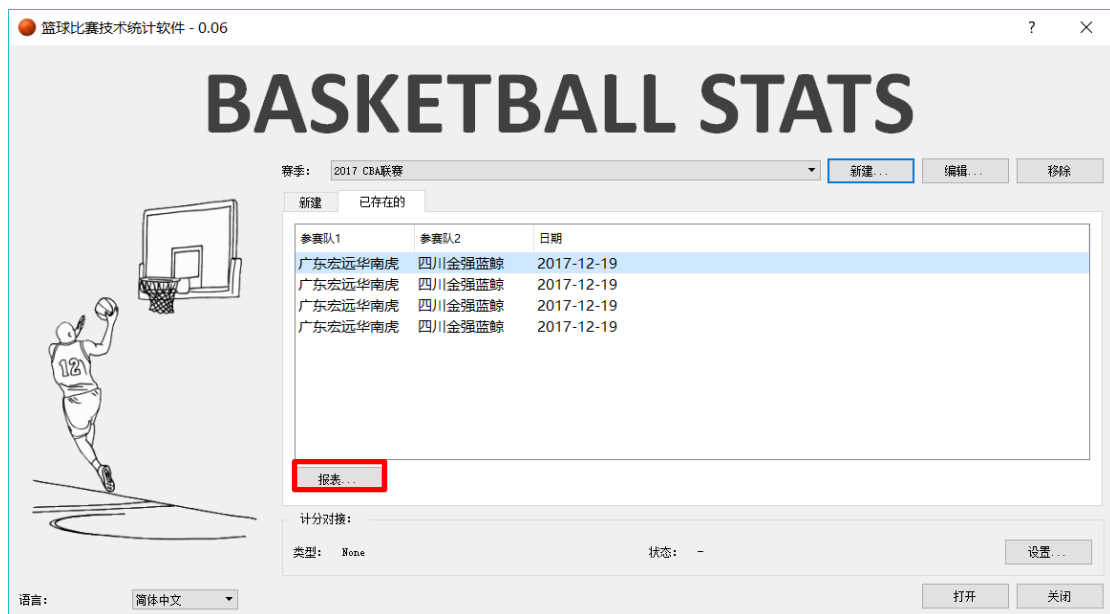 篮球比赛技术统计软件 - 0.06 ?
BASKETBALL STATS
赛季： 2017 CBA联赛 新建... 编辑... 移除
新建 已存在的
参赛队1 参赛队2 日期
广东宏远华南虎 四川金强蓝鲸 2017-12-19
广东宏远华南虎 四川金强蓝鲸 2017-12-19
广东宏远华南虎 四川金强蓝鲸 2017-12-19
广东宏远华南虎 四川金强蓝鲸 2017-12-19
12
报表...
计分对接：
类型： None 状态： - 设置...
语言： 简体中文 打开 关闭